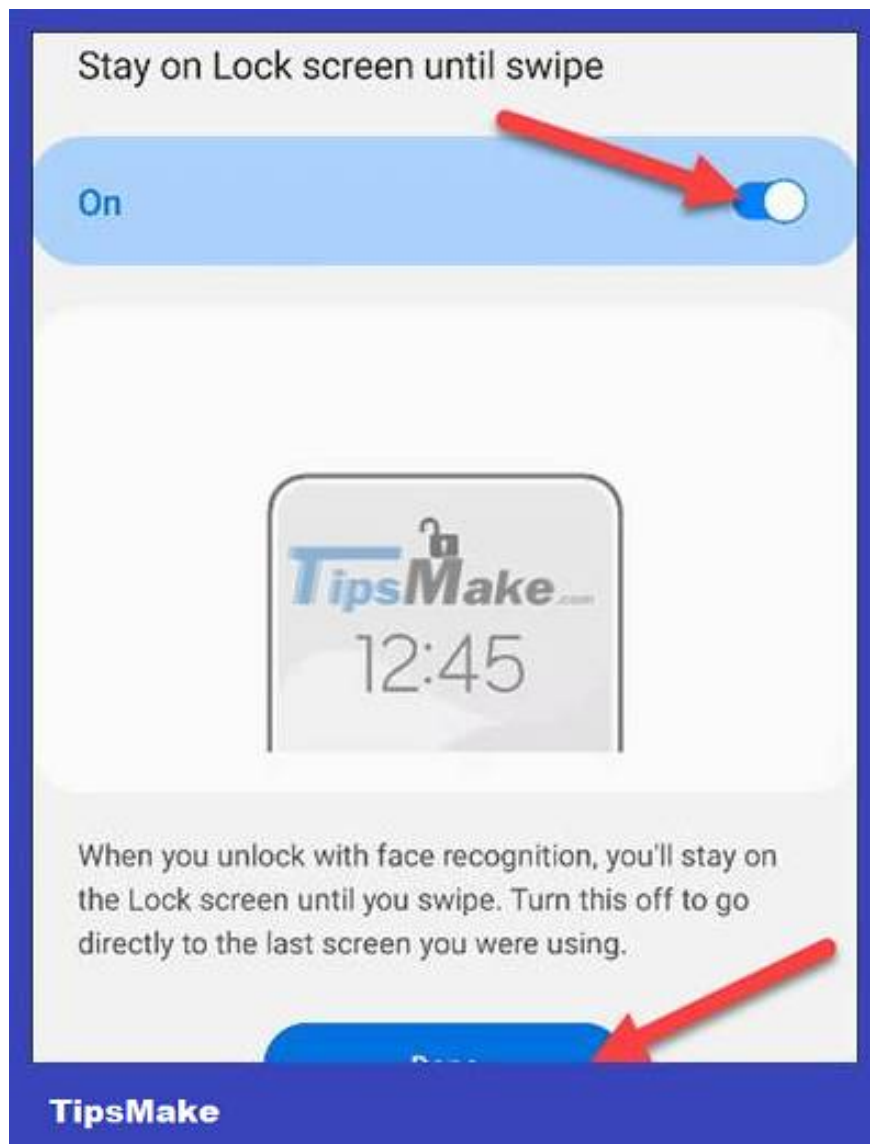 Stay on Lock screen until swipe
On
TipsMake.com
12:45
When you unlock with face recognition, you'll stay on
the Lock screen until you swipe. Turn this off to go
directly to the last screen you were using.
TipsMake